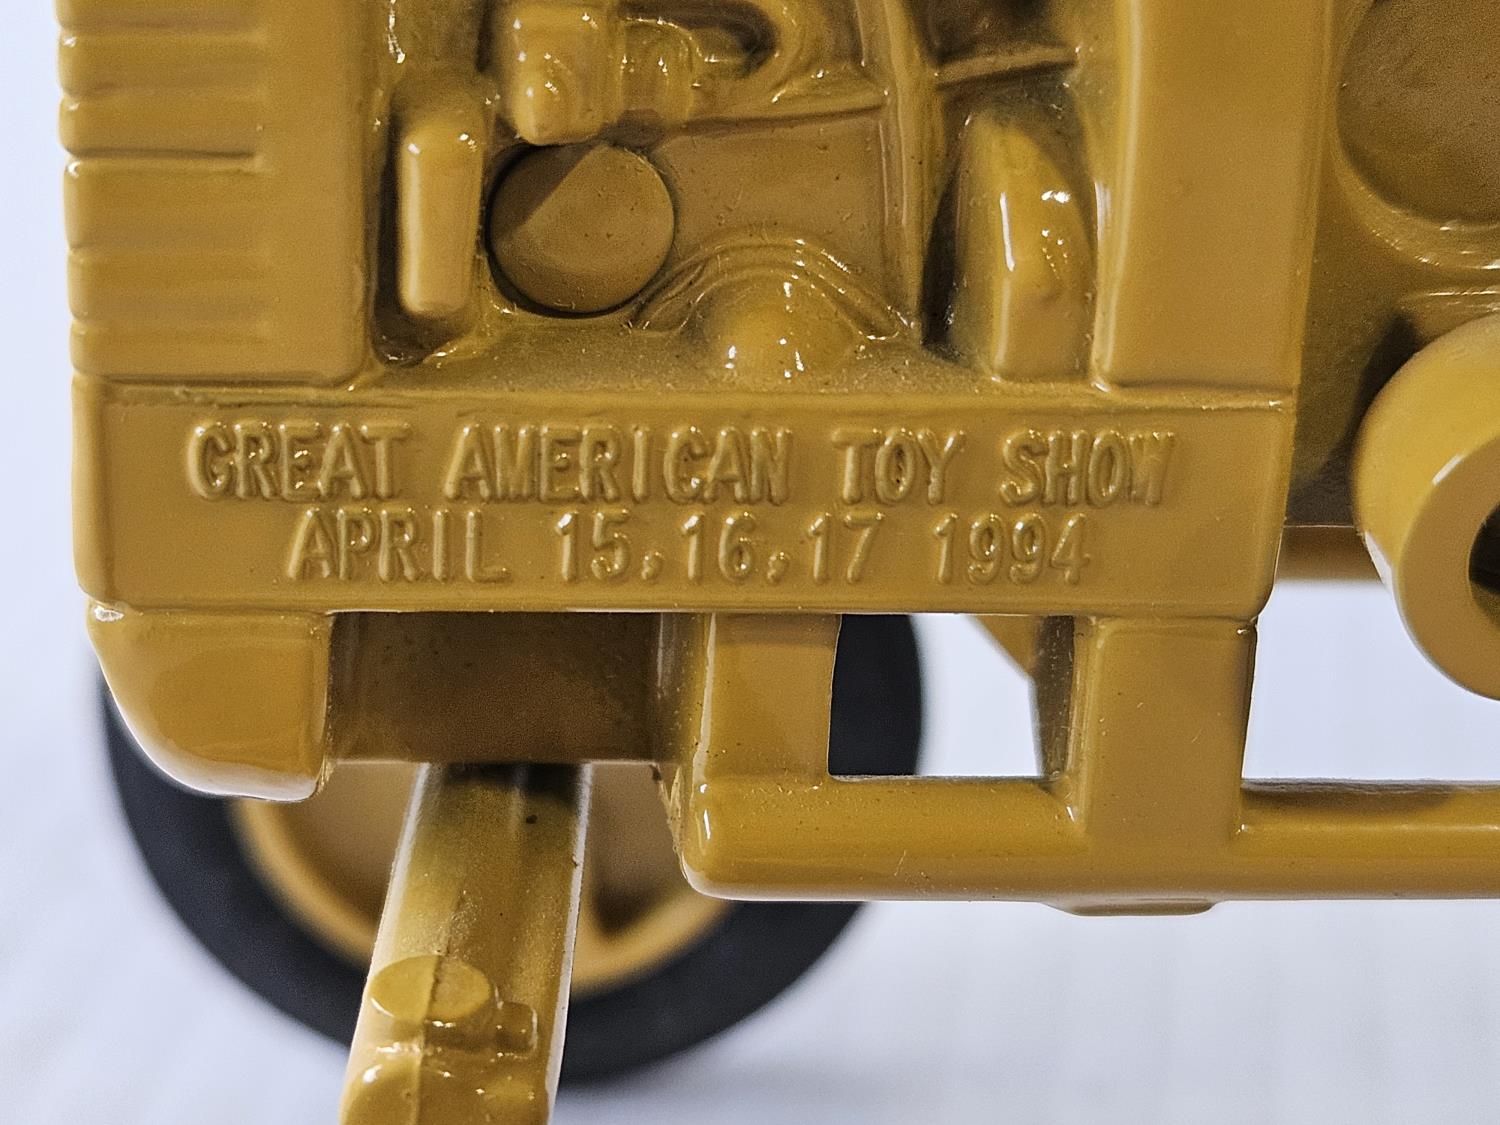 GREAT AMERICAN TOY SHOW
APRIL 15,16,17 1994